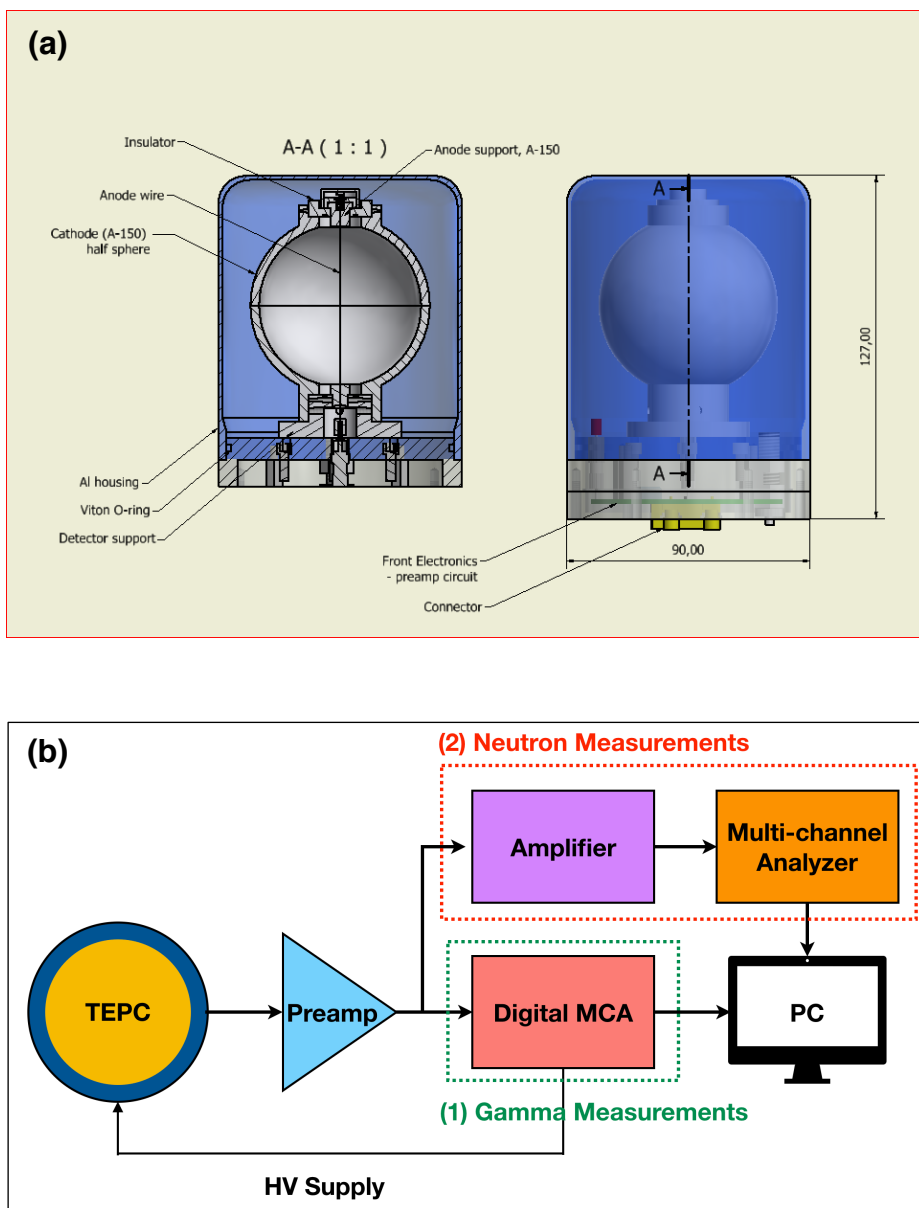 (a)
Insulator
A-A ( 1 : 1 )
Anode support, A-150
Anode wire
Cathode (A-150)
half sphere
A
127,00
Al housing
A
Viton O-ring
Detector support
Front Electronics
- preamp circuit
90,00
Connector
(b)
(2) Neutron Measurements
Amplifier
Multi-channel
Analyzer
TEPC
Preamp
Digital MCA
PC
(1) Gamma Measurements
HV Supply